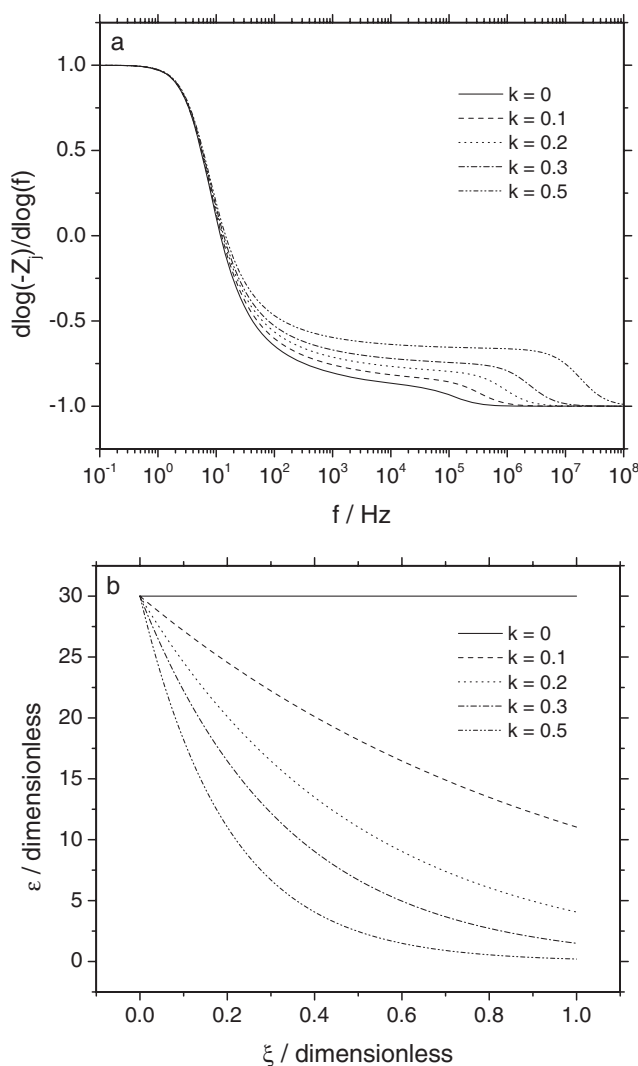 a
1.0
0.5
0.0
-0.5
-1.0
dlog(-Z_j)/dlog(f)
k = 0
k = 0.1
k = 0.2
k = 0.3
k = 0.5
10^-1 10^0 10^1 10^2 10^3 10^4 10^5 10^6 10^7 10^8
f / Hz
b
30
25
20
15
10
5
0
ε / dimensionless
k = 0
k = 0.1
k = 0.2
k = 0.3
k = 0.5
0.0 0.2 0.4 0.6 0.8 1.0
ξ / dimensionless